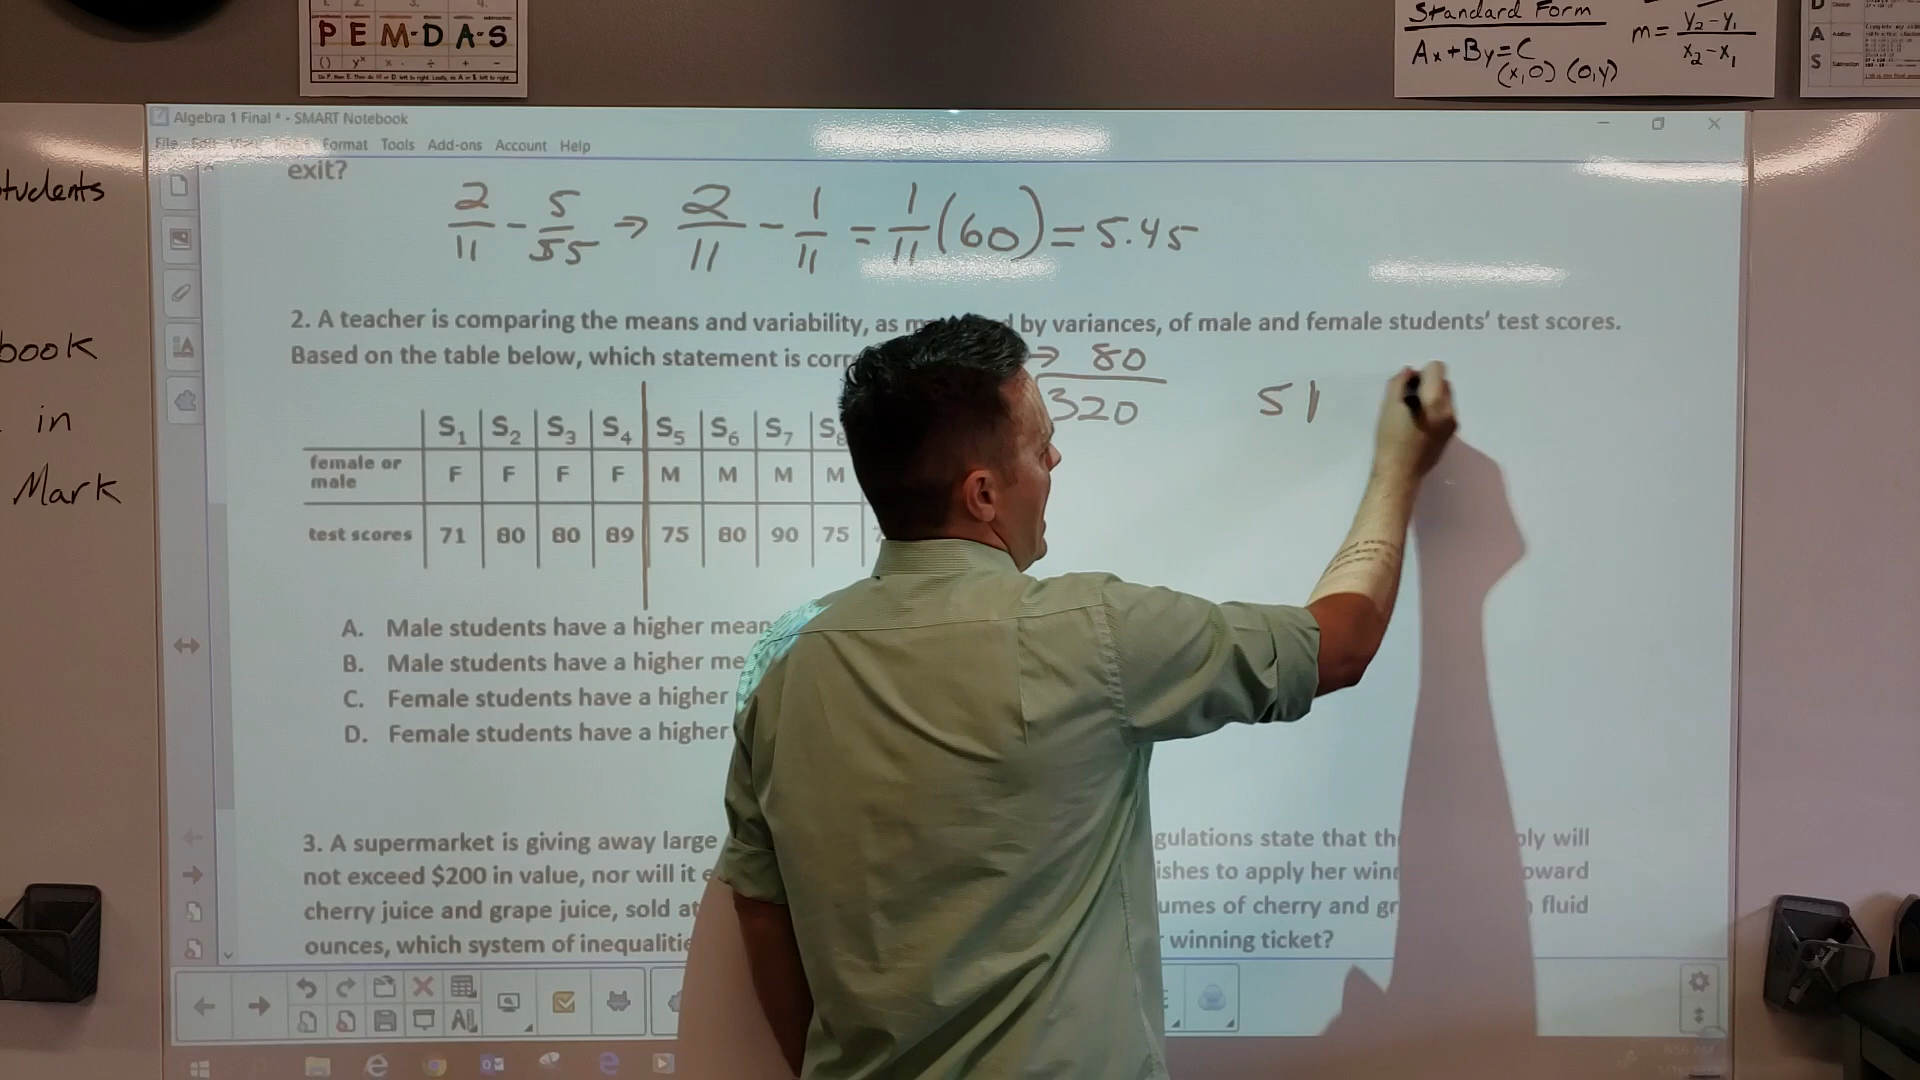 P E M-D A-S
Standard Form
Ax+By=C
(x,0) (0,y)
m= y₂-y₁
x₂-x₁
D
A
S
Algebra 1 Final * - SMART Notebook
File Edit Format Tools Add-ons Account Help
exit?
2/11 - 5/55 → 2/11 - 1/11 = 1/11 (60) = 5.45
tudents
book
in
Mark
2. A teacher is comparing the means and variability, as by variances, of male and female students' test scores.
Based on the table below, which statement is corr
→ 80
320
51
S₁ S₂ S₃ S₄ S₅ S₆ S₇ S₈
female or
male F F F F M M M M
test scores 71 80 80 89 75 80 90 75
A. Male students have a higher mean
B. Male students have a higher me
C. Female students have a higher
D. Female students have a higher
3. A supermarket is giving away large gulations state that th ply will
not exceed $200 in value, nor will it e ishes to apply her win oward
cherry juice and grape juice, sold at umes of cherry and gr fluid
ounces, which system of inequalitie winning ticket?